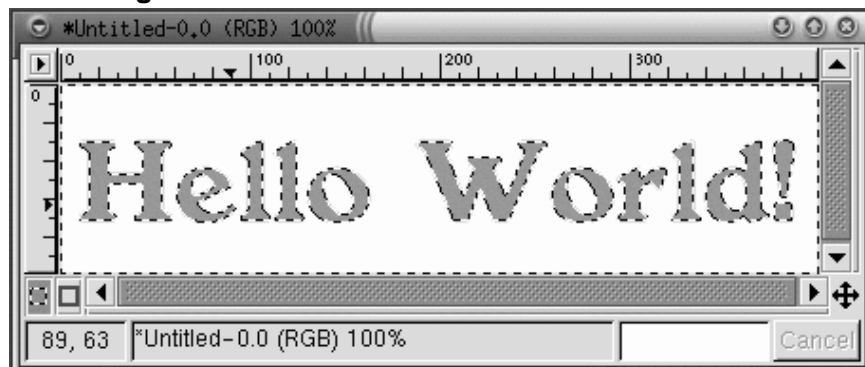 *Untitled-0.0 (RGB) 100%
0 100 200 300
0
Hello World!
89, 63 *Untitled-0.0 (RGB) 100% Cancel